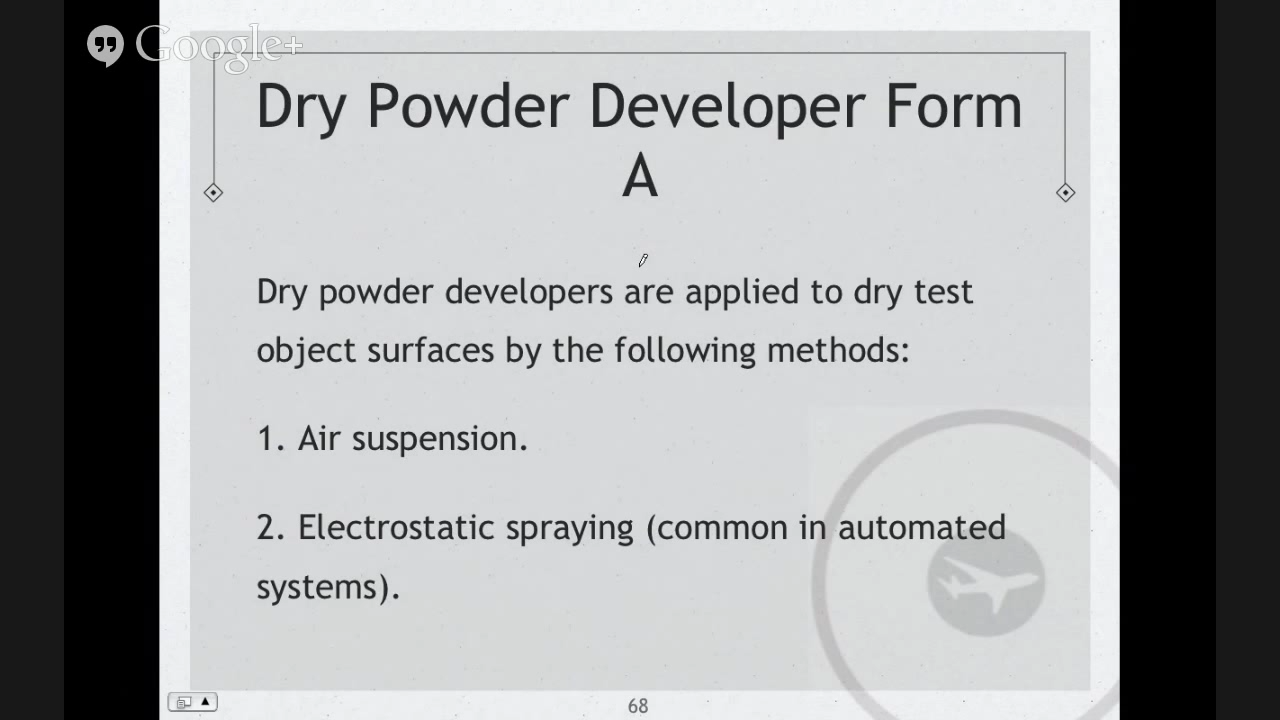 Google+
Dry Powder Developer Form
A
Dry powder developers are applied to dry test
object surfaces by the following methods:
1. Air suspension.
2. Electrostatic spraying (common in automated
systems).
68